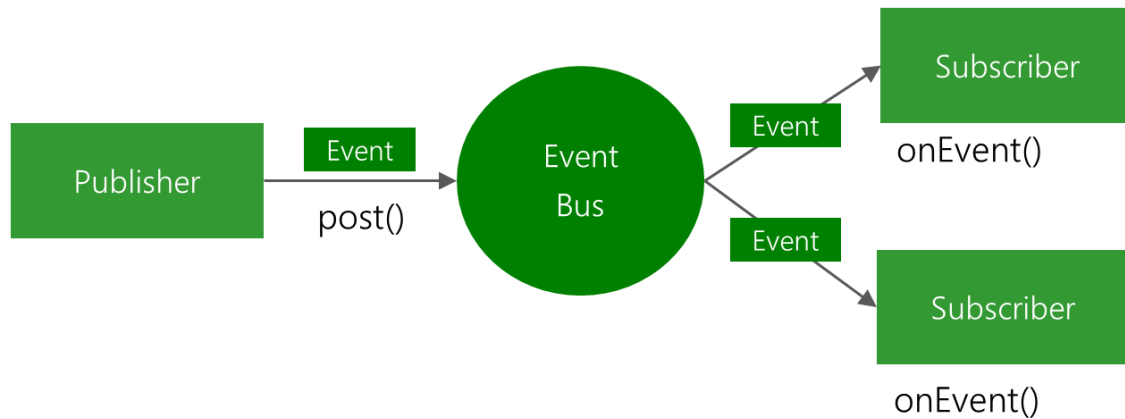 Publisher
Event
post()
Event
Bus
Event
Subscriber
onEvent()
Event
Subscriber
onEvent()